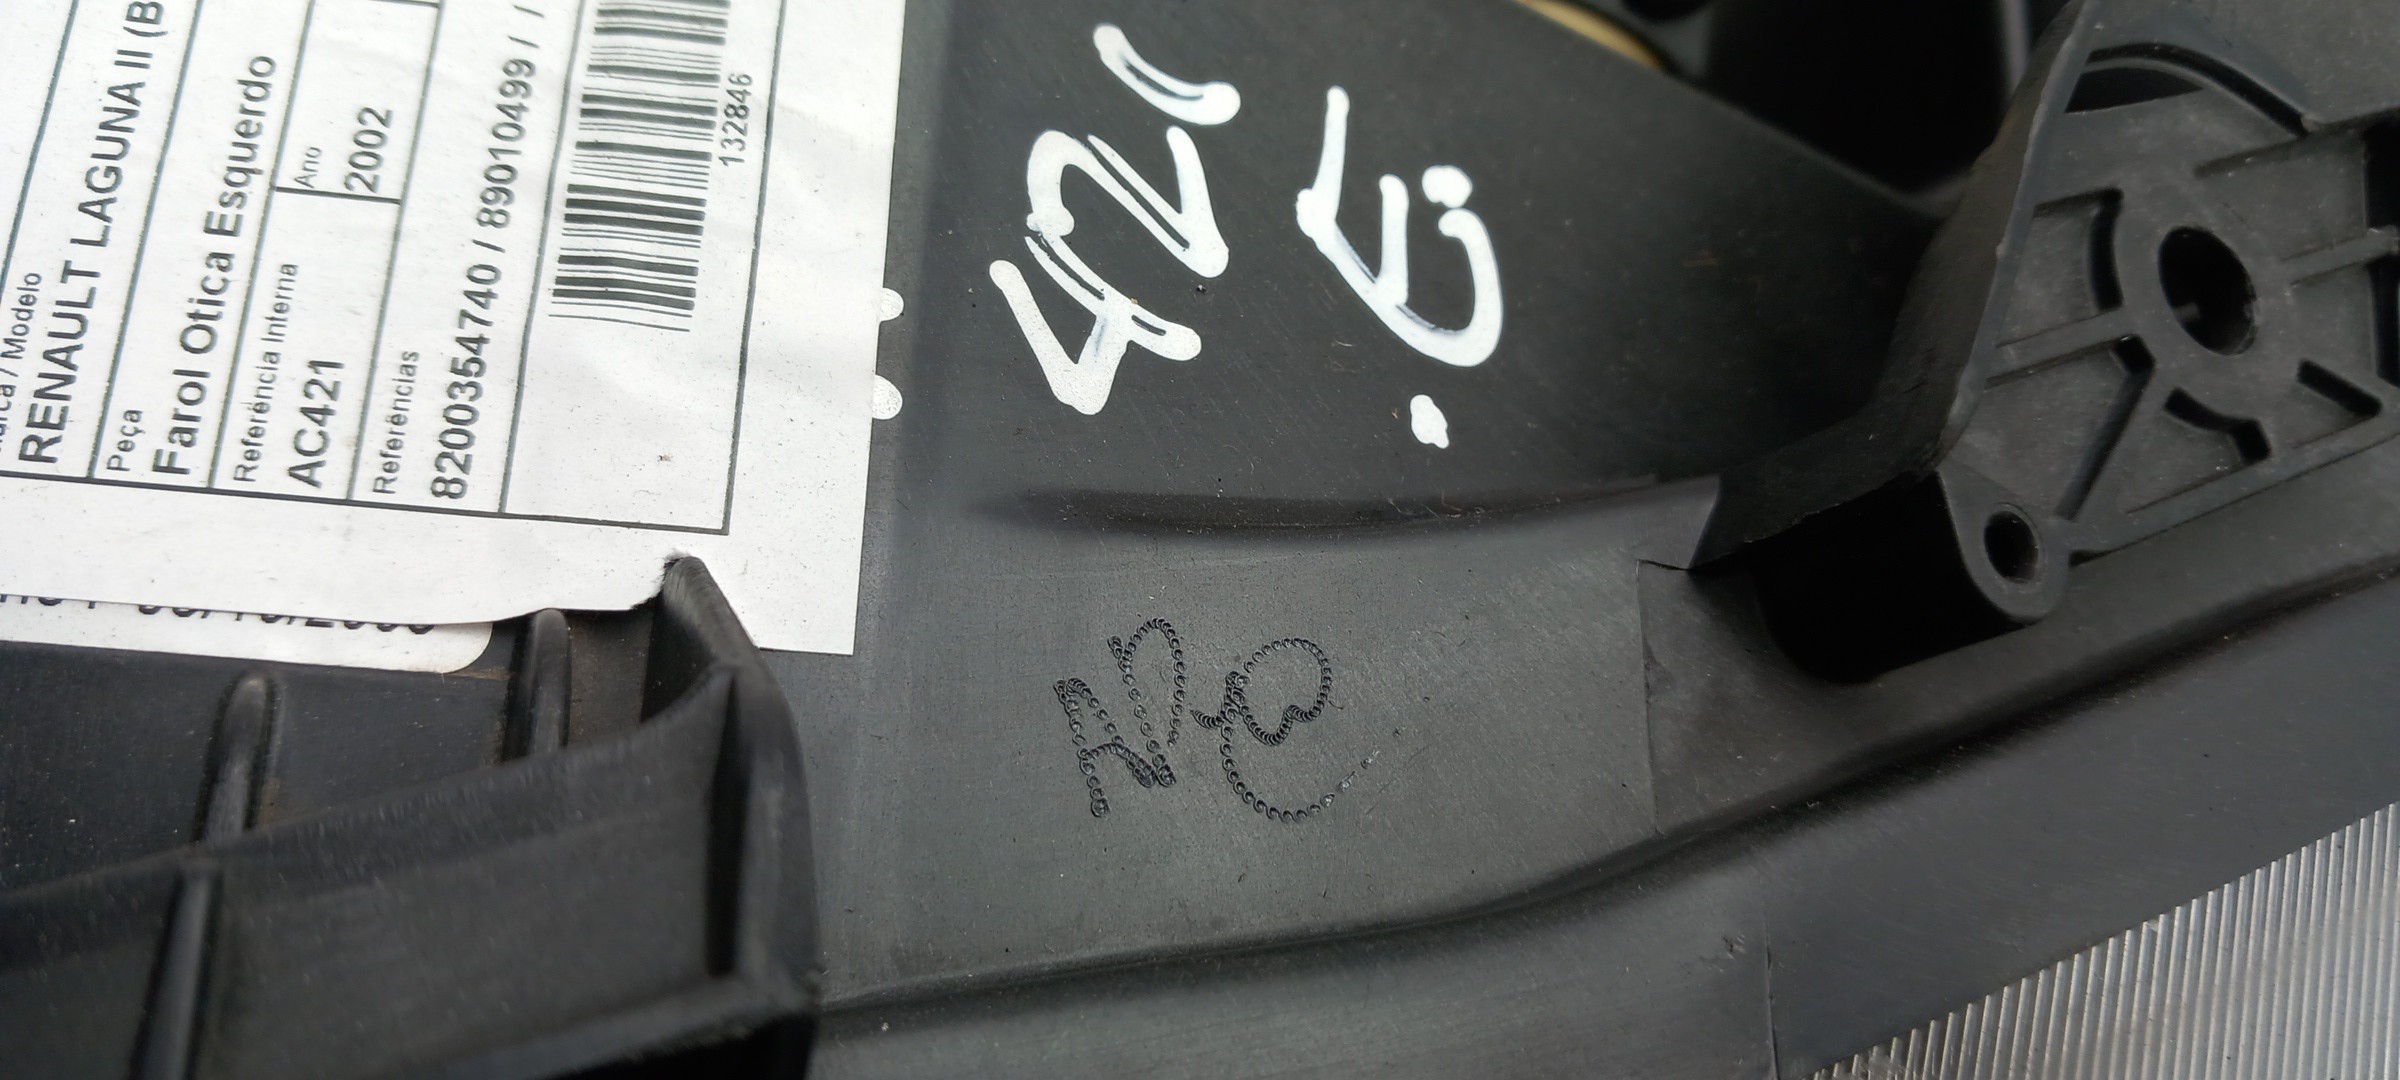 Marca / Modelo
RENAULT LAGUNA II (B
Peça
Farol Otica Esquerdo
Referência Interna
Ano
AC421
2002
Referências
8200354740 / 89010499 / /
132846
421